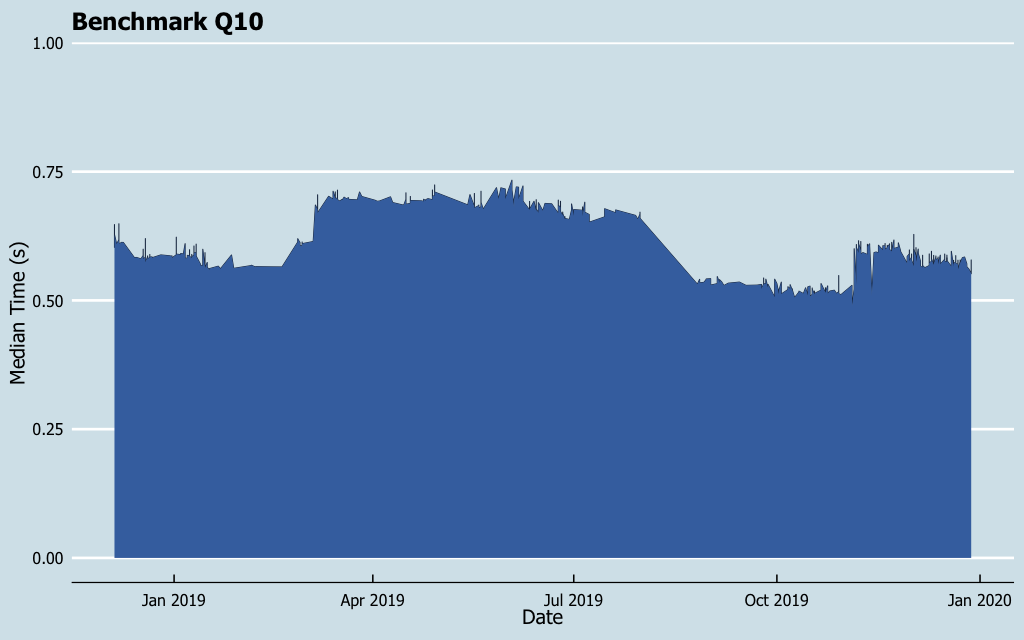 Benchmark Q10
1.00
0.75
0.50
0.25
0.00
Median Time (s)
Jan 2019
Apr 2019
Jul 2019
Oct 2019
Jan 2020
Date